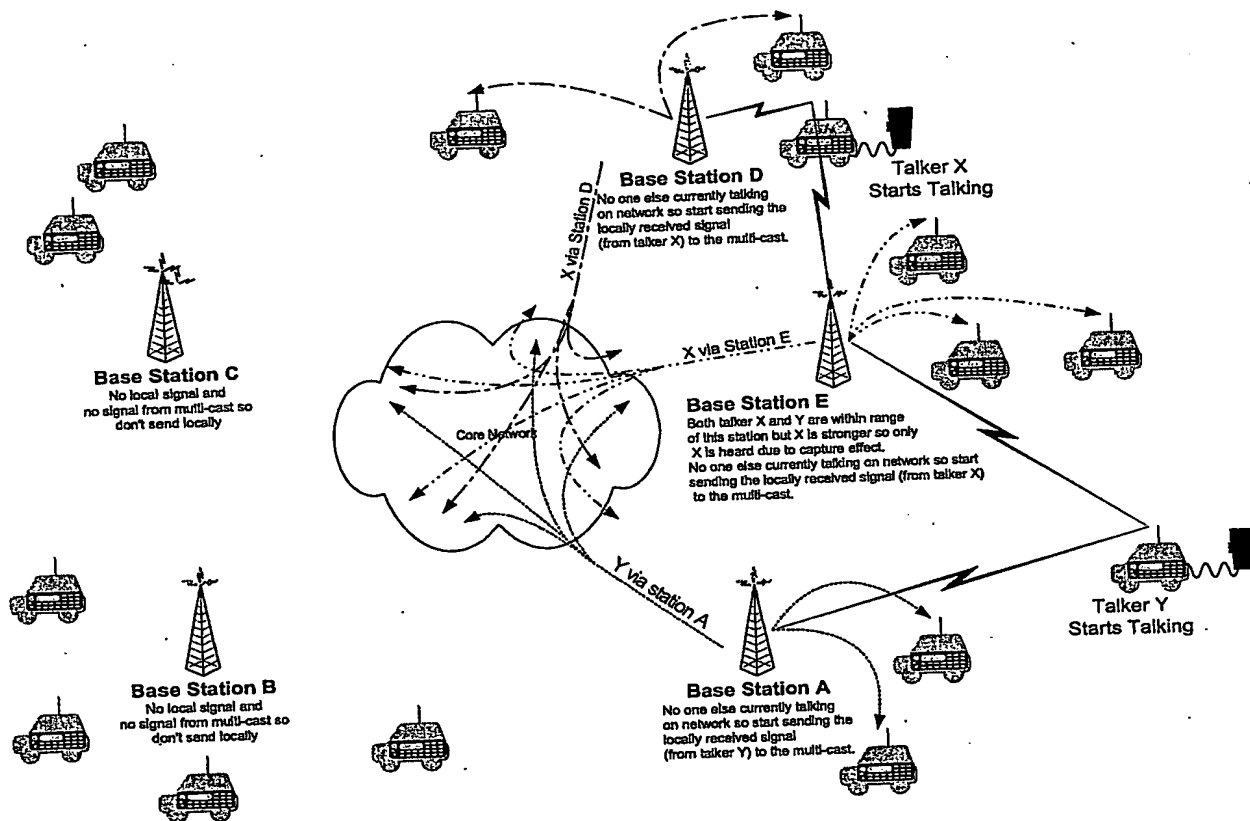 Talker X
Starts Talking
Base Station D
No one else currently talking
on network so start sending the
locally received signal
(from talker X) to the multi-cast.
X via Station D
Base Station C
No local signal and
no signal from multi-cast so
don't send locally
X via Station E
Core Network
Base Station E
Both talker X and Y are within range
of this station but X is stronger so only
X is heard due to capture effect.
No one else currently talking on network so start
sending the locally received signal (from talker X)
to the multi-cast.
Y via station A
Talker Y
Starts Talking
Base Station B
No local signal and
no signal from multi-cast so
don't send locally
Base Station A
No one else currently talking
on network so start sending the
locally received signal
(from talker Y) to the multi-cast.